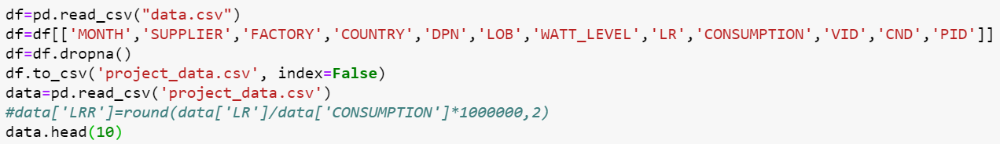 df=pd.read_csv("data.csv")
df=df[['MONTH','SUPPLIER','FACTORY','COUNTRY','DPN','LOB','WATT_LEVEL','LR','CONSUMPTION','VID','CND','PID']]
df=df.dropna()
df.to_csv('project_data.csv', index=False)
data=pd.read_csv('project_data.csv')
#data['LRR']=round(data['LR']/data['CONSUMPTION']*1000000,2)
data.head(10)